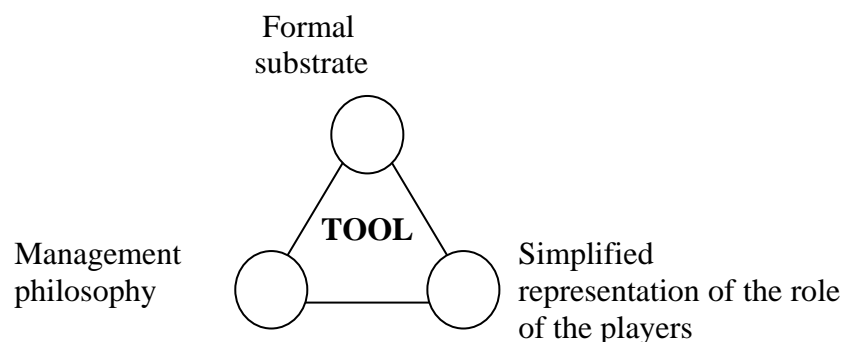 Formal
substrate
TOOL
Management
philosophy
Simplified
representation of the role
of the players